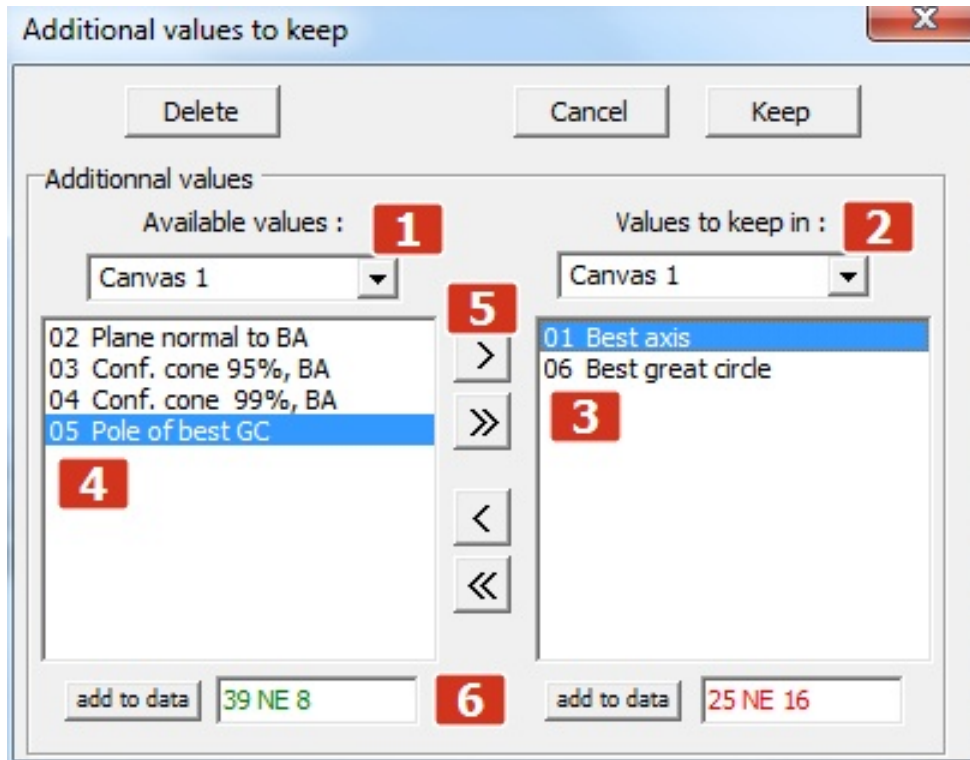 Additional values to keep
X
Delete Cancel Keep
Additionnal values
Available values : 1 Values to keep in : 2
Canvas 1 Canvas 1
5
02 Plane normal to BA > 01 Best axis
03 Conf. cone 95%, BA 06 Best great circle
04 Conf. cone 99%, BA
05 Pole of best GC » 3
4
<
«
add to data 39 NE 8 6 add to data 25 NE 16